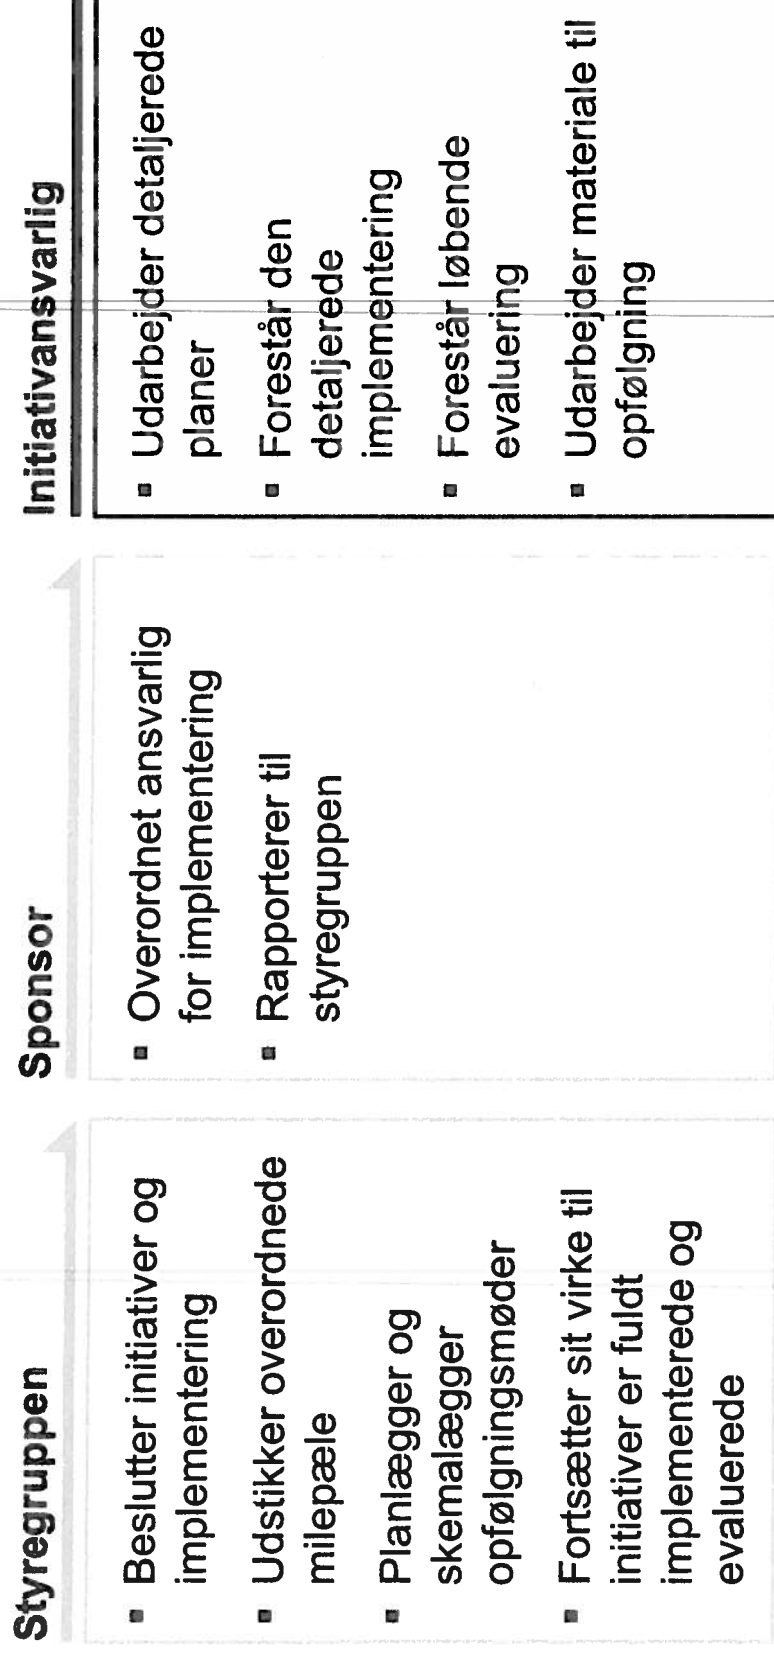 Styregruppen
Beslutter initiativer og
implementering
Udstikker overordnede
milepæle
Planlægger og
skemalægger
opfølgningsmøder
Fortsætter sit virke til
initiativer er fuldt
implementerede og
evaluerede
Sponsor
Overordnet ansvarlig
for implementering
Rapporterer til
styregruppen
Initiativansvarlig
Udarbejder detaljerede
planer
Forestår den
detaljerede
implementering
Forestår løbende
evaluering
Udarbejder materiale til
opfølgning